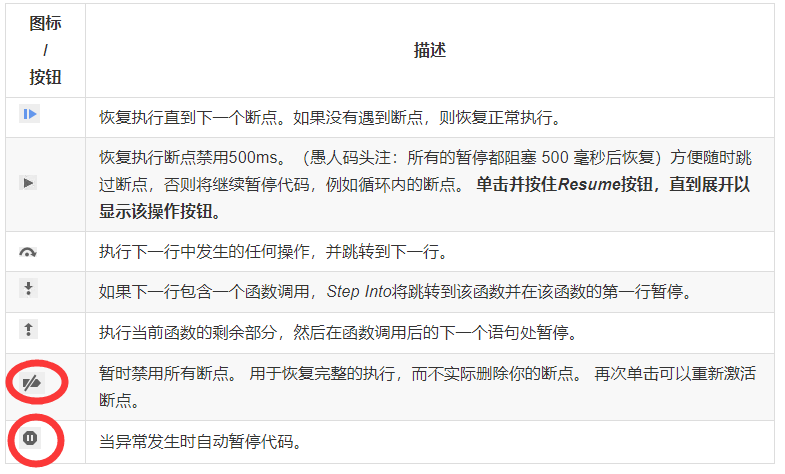 图标
/
按钮
描述
恢复执行直到下一个断点。如果没有遇到断点，则恢复正常执行。
恢复执行断点禁用500ms。（愚人码头注：所有的暂停都阻塞 500 毫秒后恢复）方便随时跳
过断点，否则将继续暂停代码，例如循环内的断点。 单击并按住Resume按钮，直到展开以
显示该操作按钮。
执行下一行中发生的任何操作，并跳转到下一行。
如果下一行包含一个函数调用，Step Into将跳转到该函数并在该函数的第一行暂停。
执行当前函数的剩余部分，然后在函数调用后的下一个语句处暂停。
暂时禁用所有断点。 用于恢复完整的执行，而不实际删除你的断点。 再次单击可以重新激活
断点。
当异常发生时自动暂停代码。